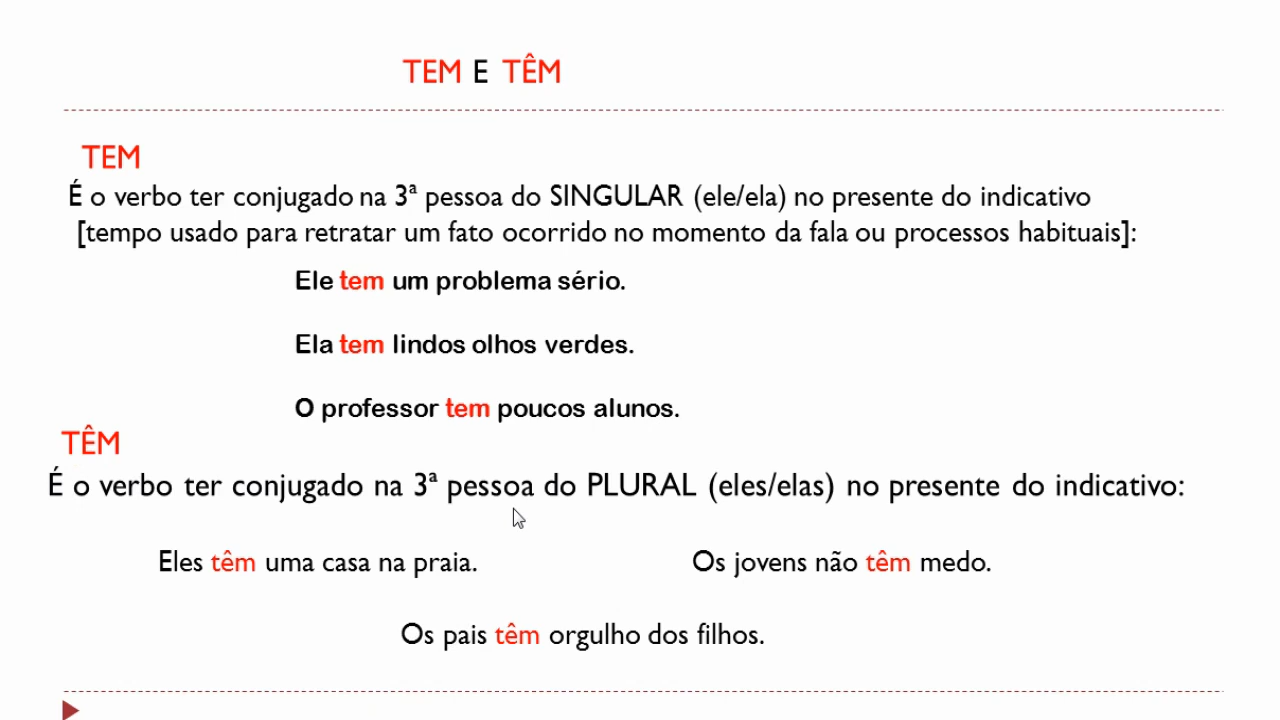 TEM E TÊM
TEM
É o verbo ter conjugado na 3ª pessoa do SINGULAR (ele/ela) no presente do indicativo
[tempo usado para retratar um fato ocorrido no momento da fala ou processos habituais]:
Ele tem um problema sério.
Ela tem lindos olhos verdes.
O professor tem poucos alunos.
TÊM
É o verbo ter conjugado na 3ª pessoa do PLURAL (eles/elas) no presente do indicativo:
Eles têm uma casa na praia. Os jovens não têm medo.
Os pais têm orgulho dos filhos.